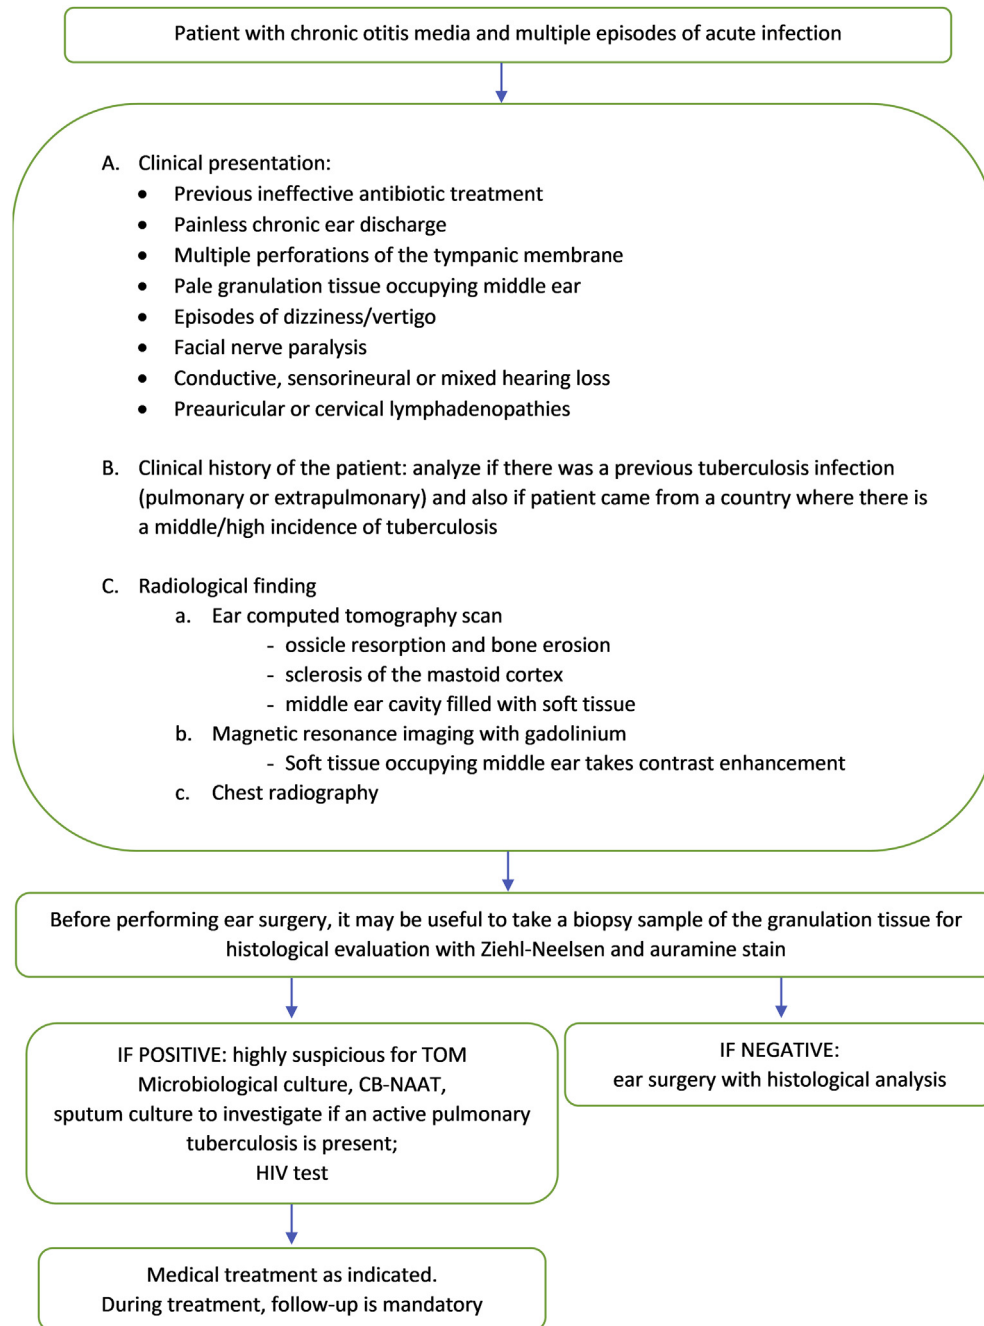 Patient with chronic otitis media and multiple episodes of acute infection
A. Clinical presentation:
• Previous ineffective antibiotic treatment
• Painless chronic ear discharge
• Multiple perforations of the tympanic membrane
• Pale granulation tissue occupying middle ear
• Episodes of dizziness/vertigo
• Facial nerve paralysis
• Conductive, sensorineural or mixed hearing loss
• Preauricular or cervical lymphadenopathies
B. Clinical history of the patient: analyze if there was a previous tuberculosis infection
(pulmonary or extrapulmonary) and also if patient came from a country where there is
a middle/high incidence of tuberculosis
C. Radiological finding
a. Ear computed tomography scan
- ossicle resorption and bone erosion
- sclerosis of the mastoid cortex
- middle ear cavity filled with soft tissue
b. Magnetic resonance imaging with gadolinium
- Soft tissue occupying middle ear takes contrast enhancement
c. Chest radiography
Before performing ear surgery, it may be useful to take a biopsy sample of the granulation tissue for
histological evaluation with Ziehl-Neelsen and auramine stain
IF POSITIVE: highly suspicious for TOM
Microbiological culture, CB-NAAT,
sputum culture to investigate if an active pulmonary
tuberculosis is present;
HIV test
IF NEGATIVE:
ear surgery with histological analysis
Medical treatment as indicated.
During treatment, follow-up is mandatory